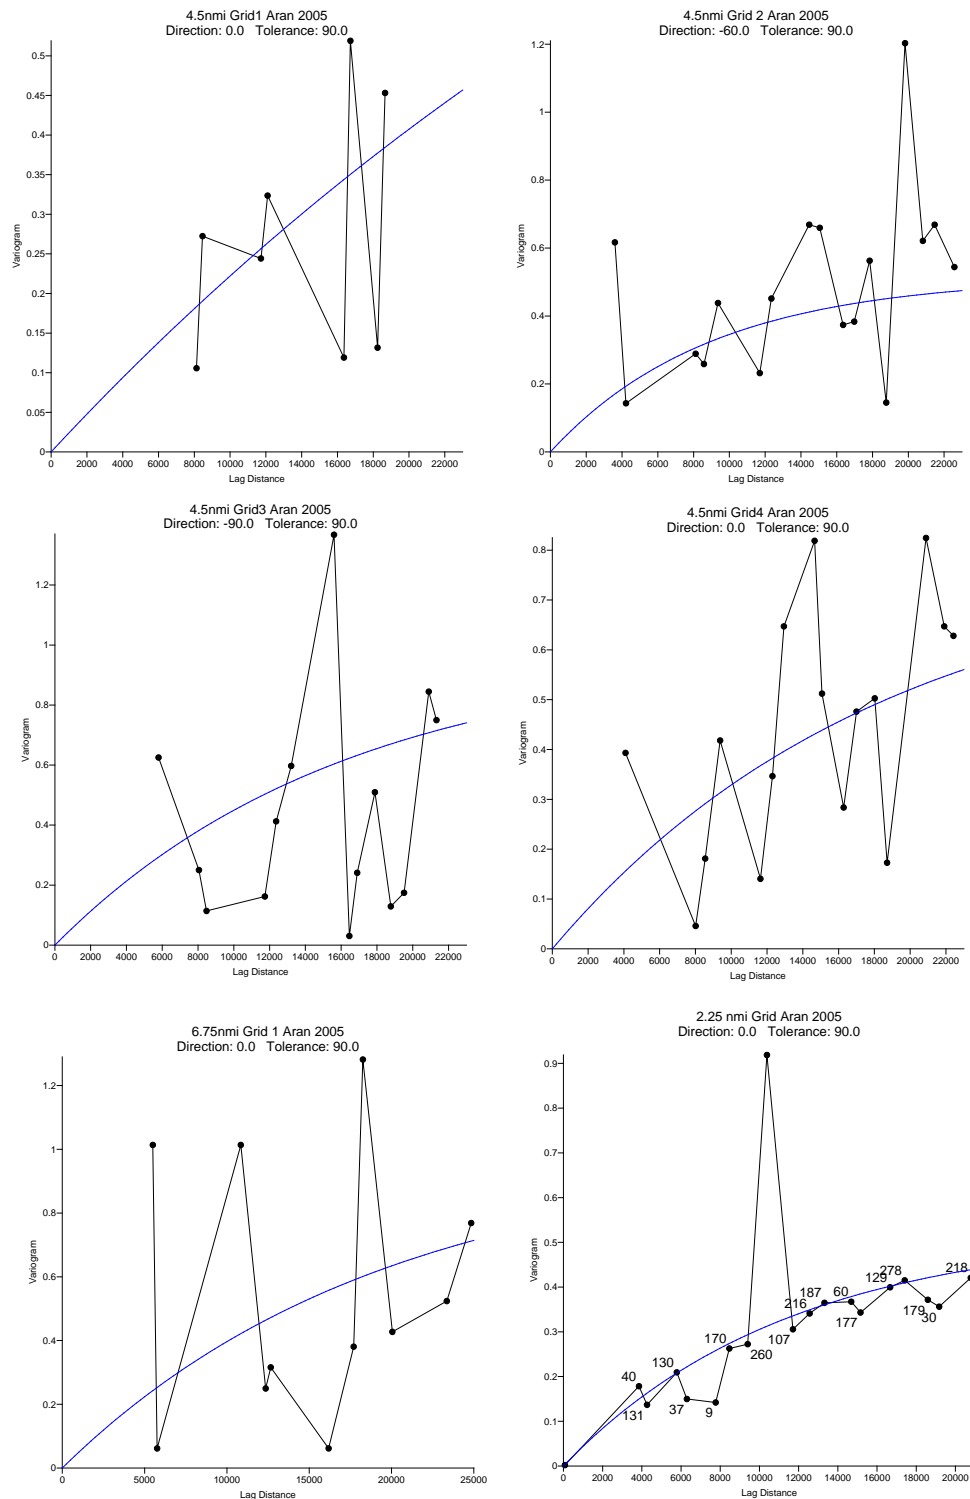 4.5nmi Grid1 Aran 2005
Direction: 0.0 Tolerance: 90.0
0.5
0.45
0.4
0.35
0.3
0.25
0.2
0.15
0.1
0.05
0
Variogram
0 2000 4000 6000 8000 10000 12000 14000 16000 18000 20000 22000
Lag Distance
4.5nmi Grid 2 Aran 2005
Direction: -60.0 Tolerance: 90.0
1.2
1
0.8
0.6
0.4
0.2
0
Variogram
0 2000 4000 6000 8000 10000 12000 14000 16000 18000 20000 22000
Lag Distance
4.5nmi Grid3 Aran 2005
Direction: -90.0 Tolerance: 90.0
1.2
1
0.8
0.6
0.4
0.2
0
Variogram
0 2000 4000 6000 8000 10000 12000 14000 16000 18000 20000 22000
Lag Distance
4.5nmi Grid4 Aran 2005
Direction: 0.0 Tolerance: 90.0
0.8
0.7
0.6
0.5
0.4
0.3
0.2
0.1
0
Variogram
0 2000 4000 6000 8000 10000 12000 14000 16000 18000 20000 22000
Lag Distance
6.75nmi Grid 1 Aran 2005
Direction: 0.0 Tolerance: 90.0
1.2
1
0.8
0.6
0.4
0.2
0
Variogram
0 5000 10000 15000 20000 25000
Lag Distance
2.25 nmi Grid Aran 2005
Direction: 0.0 Tolerance: 90.0
0.9
0.8
0.7
0.6
0.5
0.4
0.3
0.2
0.1
0
Variogram
40
131
130
37
9
170
260
107
216
187
60
177
129
278
179
30
218
0 2000 4000 6000 8000 10000 12000 14000 16000 18000 20000
Lag Distance